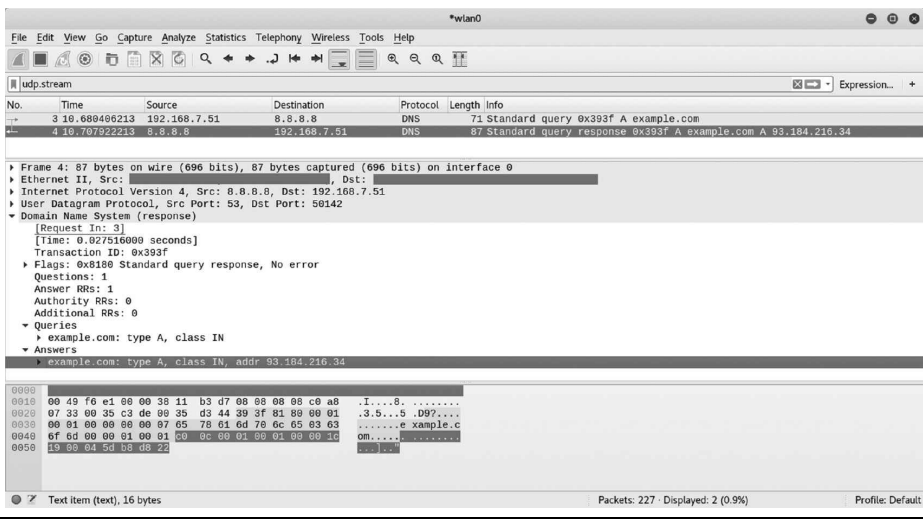 *wlan0
File Edit View Go Capture Analyze Statistics Telephony Wireless Tools Help
udp.stream Expression... +
No. Time Source Destination Protocol Length Info
3 10.680406213 192.168.7.51 8.8.8.8 DNS 71 Standard query 0x393f A example.com
4 10.707922213 8.8.8.8 192.168.7.51 DNS 87 Standard query response 0x393f A example.com A 93.184.216.34
Frame 4: 87 bytes on wire (696 bits), 87 bytes captured (696 bits) on interface 0
Ethernet II, Src: , Dst:
Internet Protocol Version 4, Src: 8.8.8.8, Dst: 192.168.7.51
User Datagram Protocol, Src Port: 53, Dst Port: 50142
Domain Name System (response)
[Request In: 3]
[Time: 0.027516000 seconds]
Transaction ID: 0x393f
Flags: 0x8180 Standard query response, No error
Questions: 1
Answer RRs: 1
Authority RRs: 0
Additional RRs: 0
Queries
example.com: type A, class IN
Answers
example.com: type A, class IN, addr 93.184.216.34
0000
0010 00 49 f6 e1 00 00 38 11 b3 d7 08 08 08 08 c0 a8 .I....8. ........
0020 07 33 00 35 c3 de 00 35 d3 44 39 3f 81 80 00 01 .3.5...5 .D9?....
0030 00 01 00 00 00 00 07 65 78 61 6d 70 6c 65 03 63 .......e xample.c
0040 6f 6d 00 00 01 00 01 c0 0c 00 01 00 01 00 00 1c om..... ........
0050 19 00 04 5d b8 d8 22 ...].."
Text item (text), 16 bytes Packets: 227 · Displayed: 2 (0.9%) Profile: Default